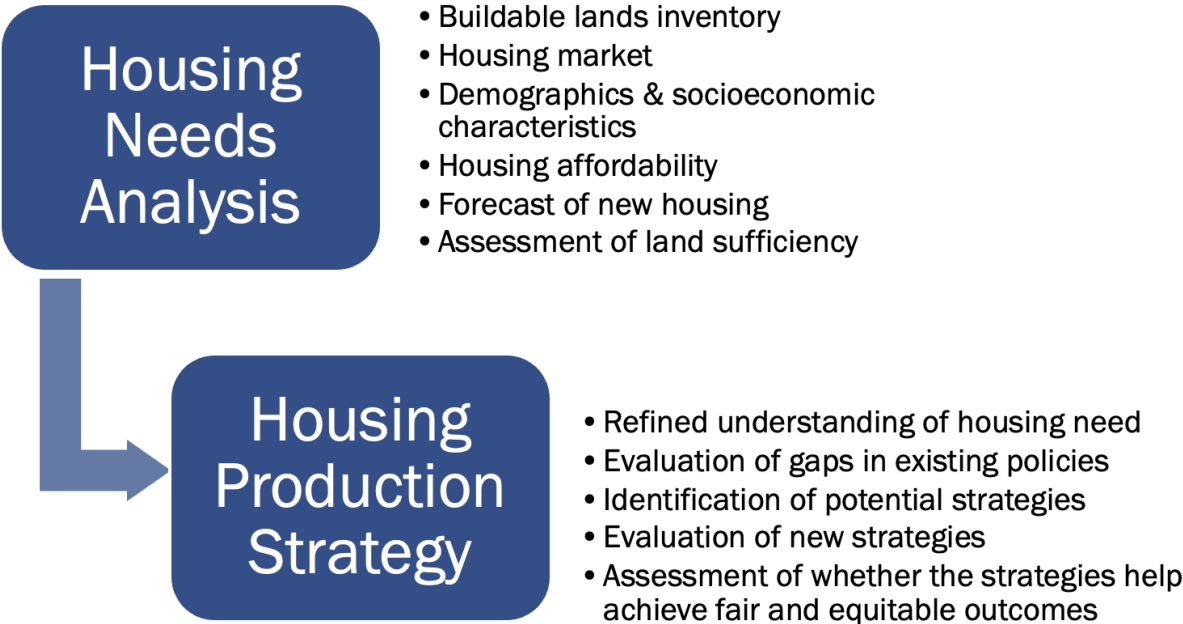 Housing
Needs
Analysis
• Buildable lands inventory
• Housing market
• Demographics & socioeconomic
characteristics
• Housing affordability
• Forecast of new housing
• Assessment of land sufficiency
Housing
Production
Strategy
• Refined understanding of housing need
• Evaluation of gaps in existing policies
• Identification of potential strategies
• Evaluation of new strategies
• Assessment of whether the strategies help
achieve fair and equitable outcomes